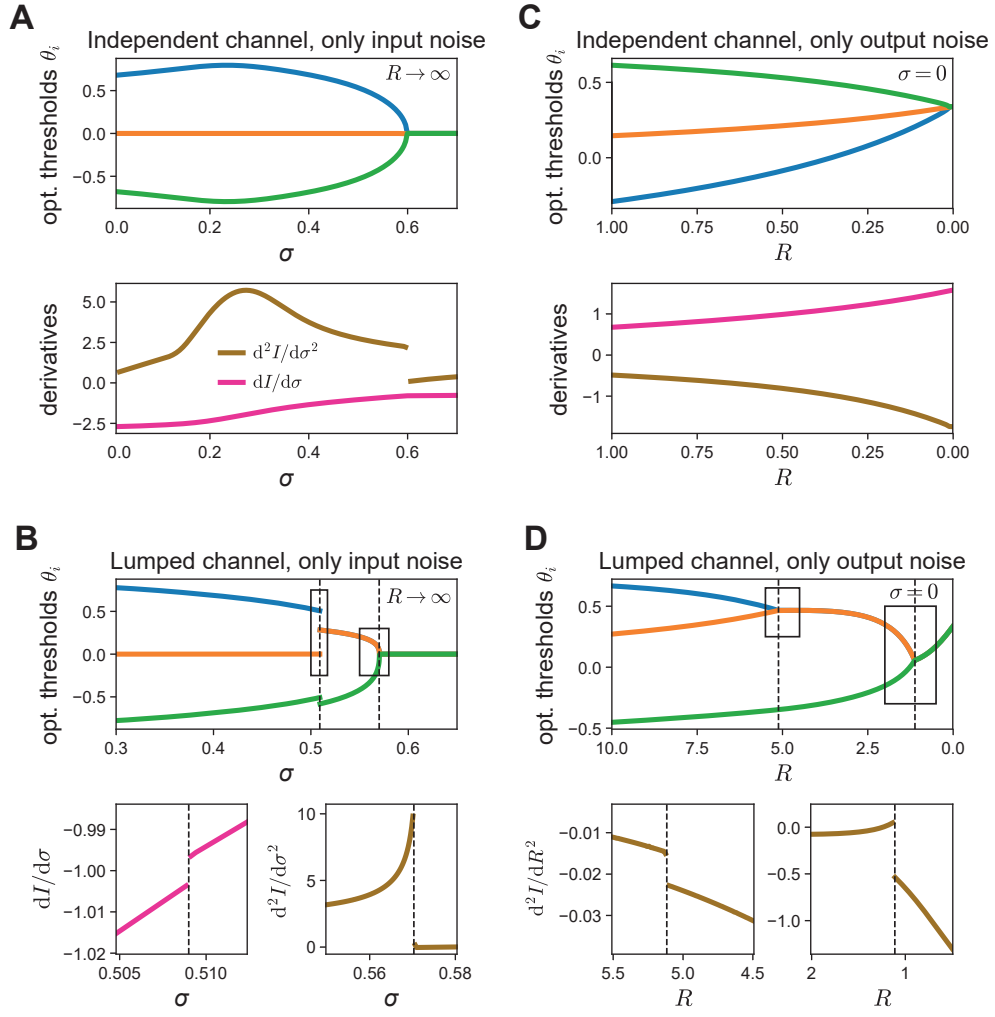 A
Independent channel, only input noise
opt. thresholds θᵢ
R → ∞
0.5
0.0
−0.5
0.0 0.2 0.4 0.6
σ
derivatives
5.0
2.5
0.0
−2.5
d²I/dσ²
dI/dσ
0.0 0.2 0.4 0.6
σ
C
Independent channel, only output noise
opt. thresholds θᵢ
σ = 0
0.5
0.0
1.00 0.75 0.50 0.25 0.00
R
derivatives
1
0
−1
1.00 0.75 0.50 0.25 0.00
R
B
Lumped channel, only input noise
opt. thresholds θᵢ
R → ∞
0.5
0.0
−0.5
0.3 0.4 0.5 0.6
σ
dI/dσ
−0.99
−1.00
−1.01
−1.02
0.505 0.510
σ
d²I/dσ²
10
5
0
0.56 0.58
σ
D
Lumped channel, only output noise
opt. thresholds θᵢ
σ = 0
0.5
0.0
−0.5
10.0 7.5 5.0 2.5 0.0
R
d²I/dR²
−0.01
−0.02
−0.03
5.5 5.0 4.5
R
0.0
−0.5
−1.0
2 1
R